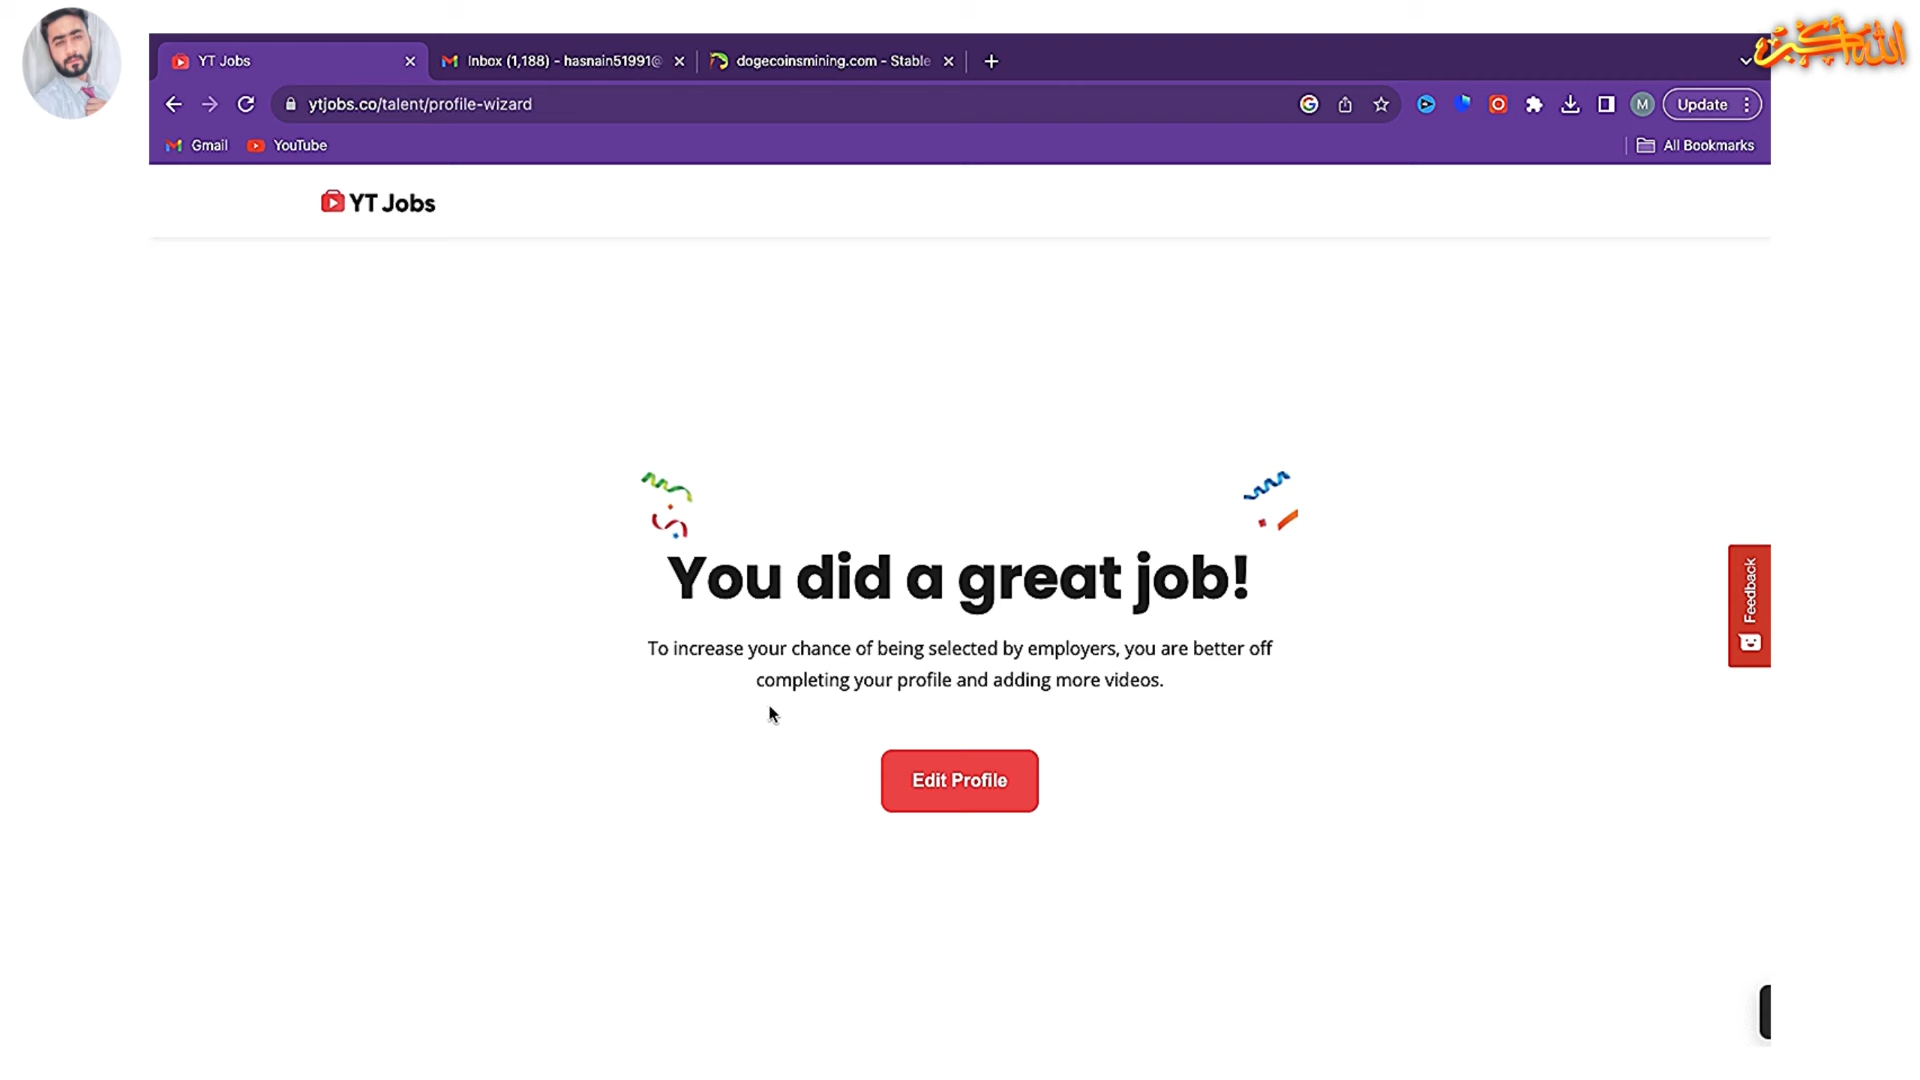 YT Jobs
Inbox (1,188) - hasnain51991@
dogecoinsmining.com - Stable
الله أكبر
ytjobs.co/talent/profile-wizard
M
Update
Gmail
YouTube
All Bookmarks
YT Jobs
You did a great job!
To increase your chance of being selected by employers, you are better off
completing your profile and adding more videos.
Feedback
Edit Profile